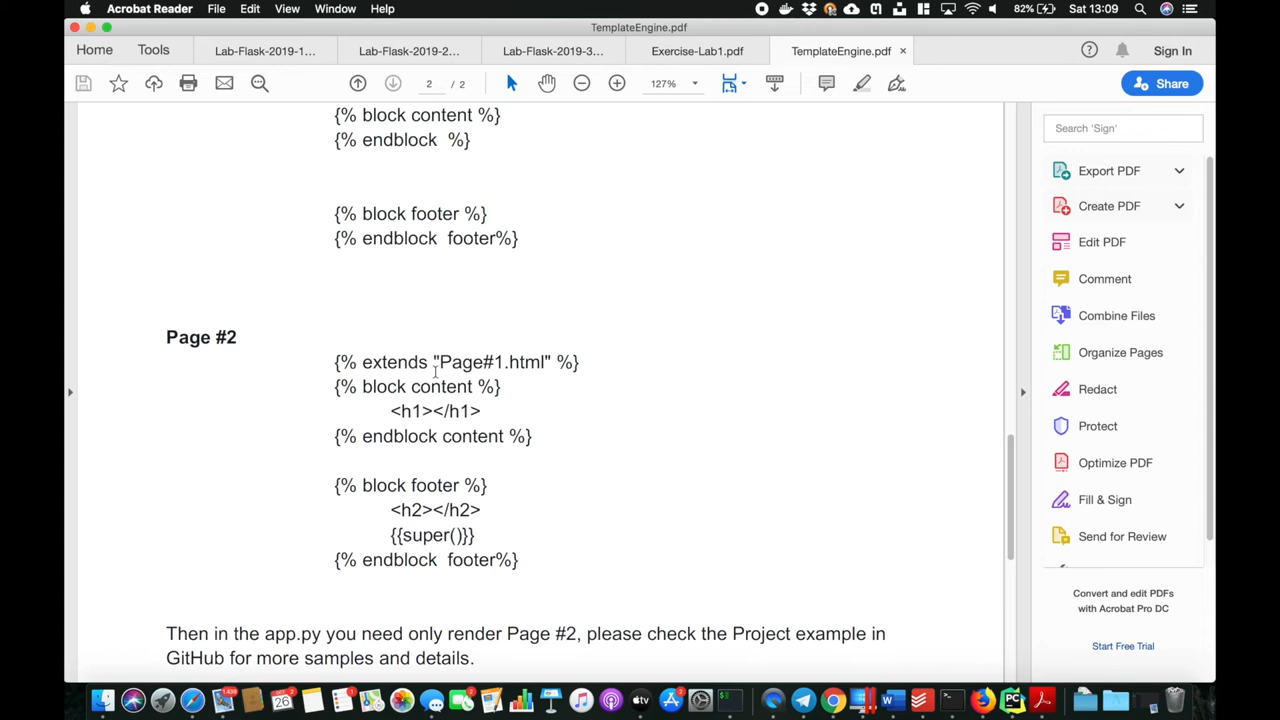 Acrobat Reader File Edit View Window Help 82% Sat 13:09
TemplateEngine.pdf
Home Tools Lab-Flask-2019-1... Lab-Flask-2019-2... Lab-Flask-2019-3... Exercise-Lab1.pdf TemplateEngine.pdf × Sign In
2 / 2 127% Share
{% block content %}
{% endblock  %}
{% block footer %}
{% endblock  footer%}
Page #2
{% extends "Page#1.html" %}
{% block content %}
<h1></h1>
{% endblock content %}
{% block footer %}
<h2></h2>
{{super()}}
{% endblock  footer%}
Then in the app.py you need only render Page #2, please check the Project example in
GitHub for more samples and details.
Search 'Sign'
Export PDF
Create PDF
Edit PDF
Comment
Combine Files
Organize Pages
Redact
Protect
Optimize PDF
Fill & Sign
Send for Review
Convert and edit PDFs
with Acrobat Pro DC
Start Free Trial